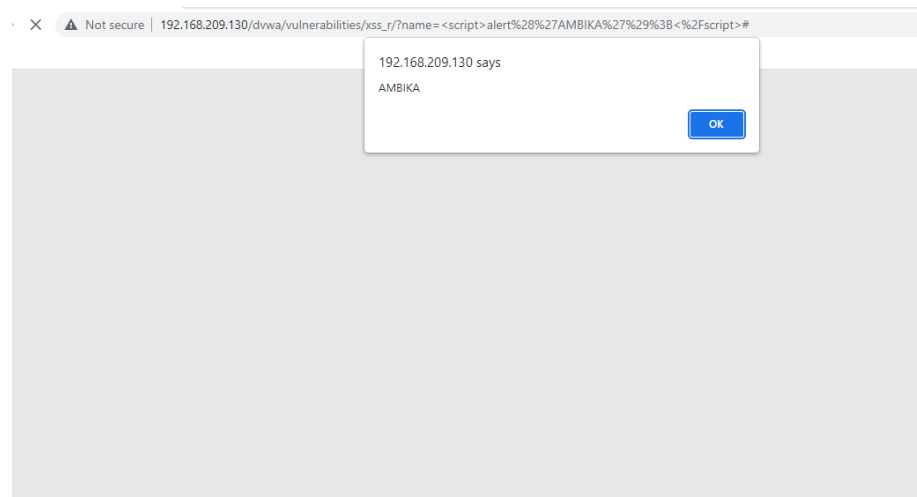 Not secure | 192.168.209.130/dvwa/vulnerabilities/xss_r/?name=<script>alert%28%27AMBIKA%27%29%3B<%2Fscript>#
192.168.209.130 says
AMBIKA
OK